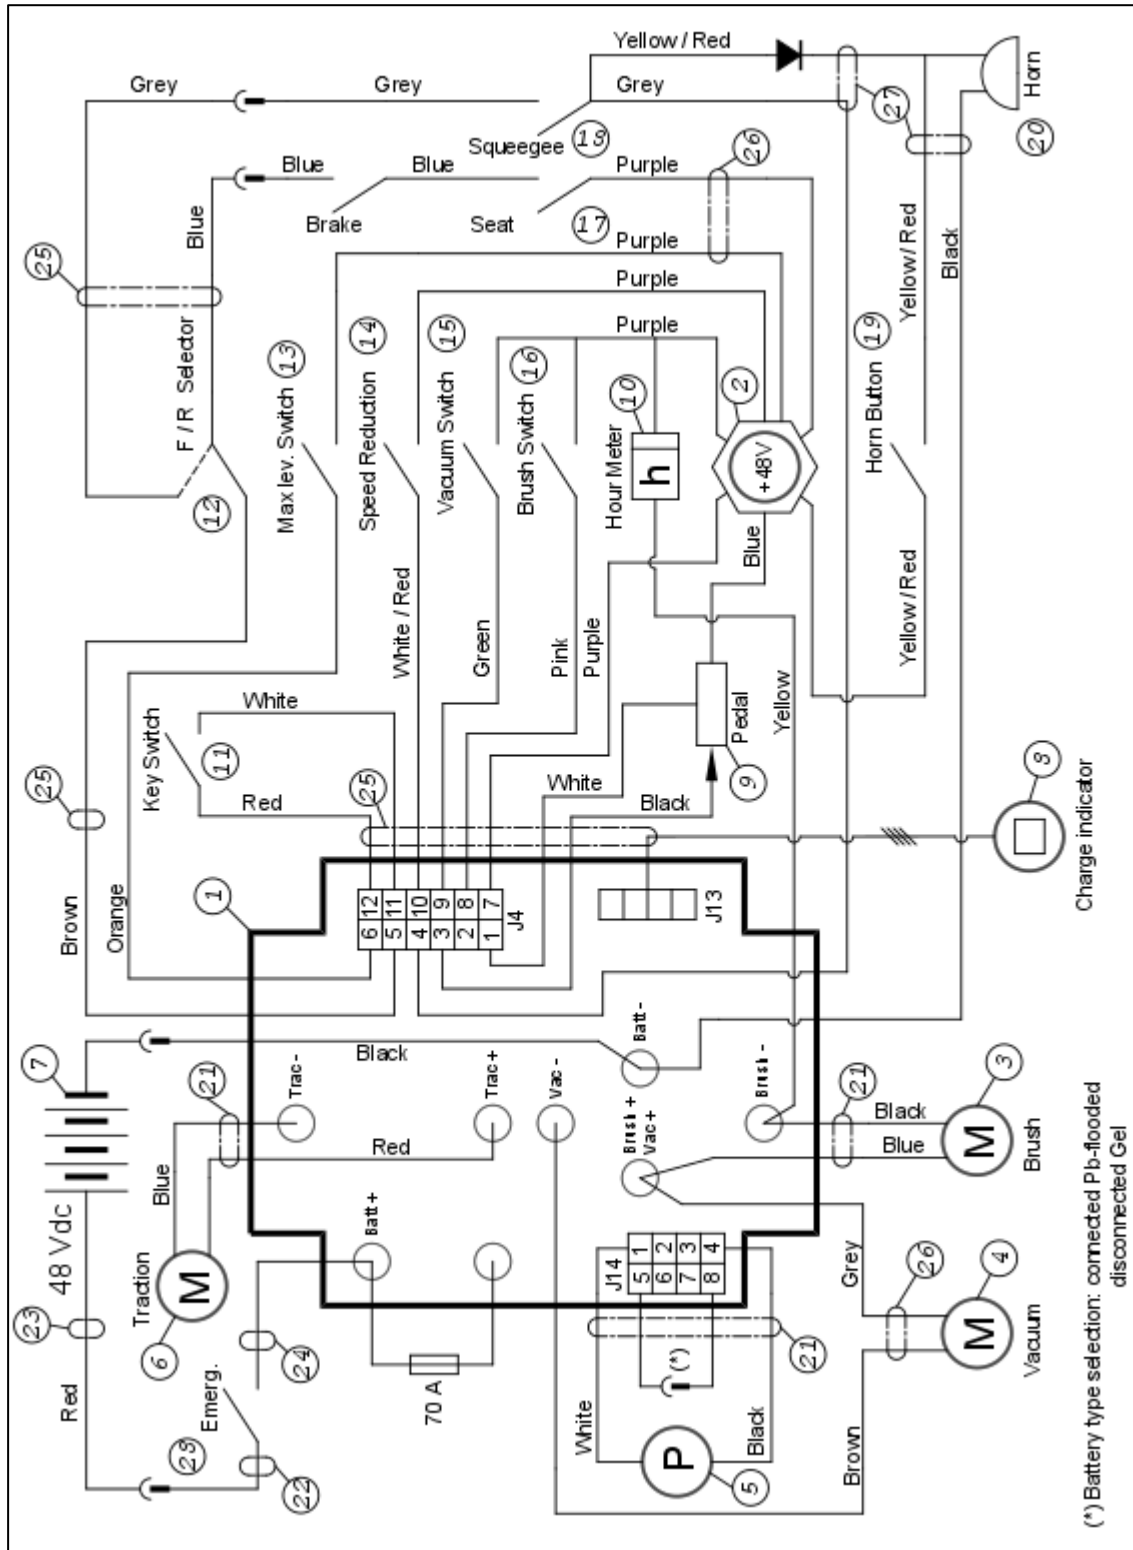 Yellow / Red
Grey
Grey
Grey
27
Horn
20
Squeegee
18
26
Blue
Blue
Purple
Brake
Seat
17
Blue
25
Purple
Purple
Purple
Yellow / Red
Black
F / R Selector
12
Max lev. Switch
13
Speed Reduction
14
Vacuum Switch
15
Brush Switch
16
Hour Meter
10
h
2
+48V
Horn Button
19
Blue
White / Red
Green
Pink
Purple
Yellow / Red
White
Key Switch
11
Red
25
White
Black
25
Pedal
9
Yellow
8
Charge indicator
Brown
Orange
1
6 12
5 11
4 10
3 9
2 8
1 7
J4
J13
7
48 Vdc
Black
Batt -
21
Trac -
Trac +
Vac -
Red
Blue
Brush +
Vac +
Brush -
21
Black
Blue
3
M
Brush
Traction
M
6
Batt +
J14
5 1
6 2
7 3
8 4
21
Grey
26
4
M
Vacuum
23
24
Red
Emerg.
23
22
70 A
(*)
White
Black
P
5
Brown
(*) Battery type selection: connected Pb-flooded
disconnected Gel